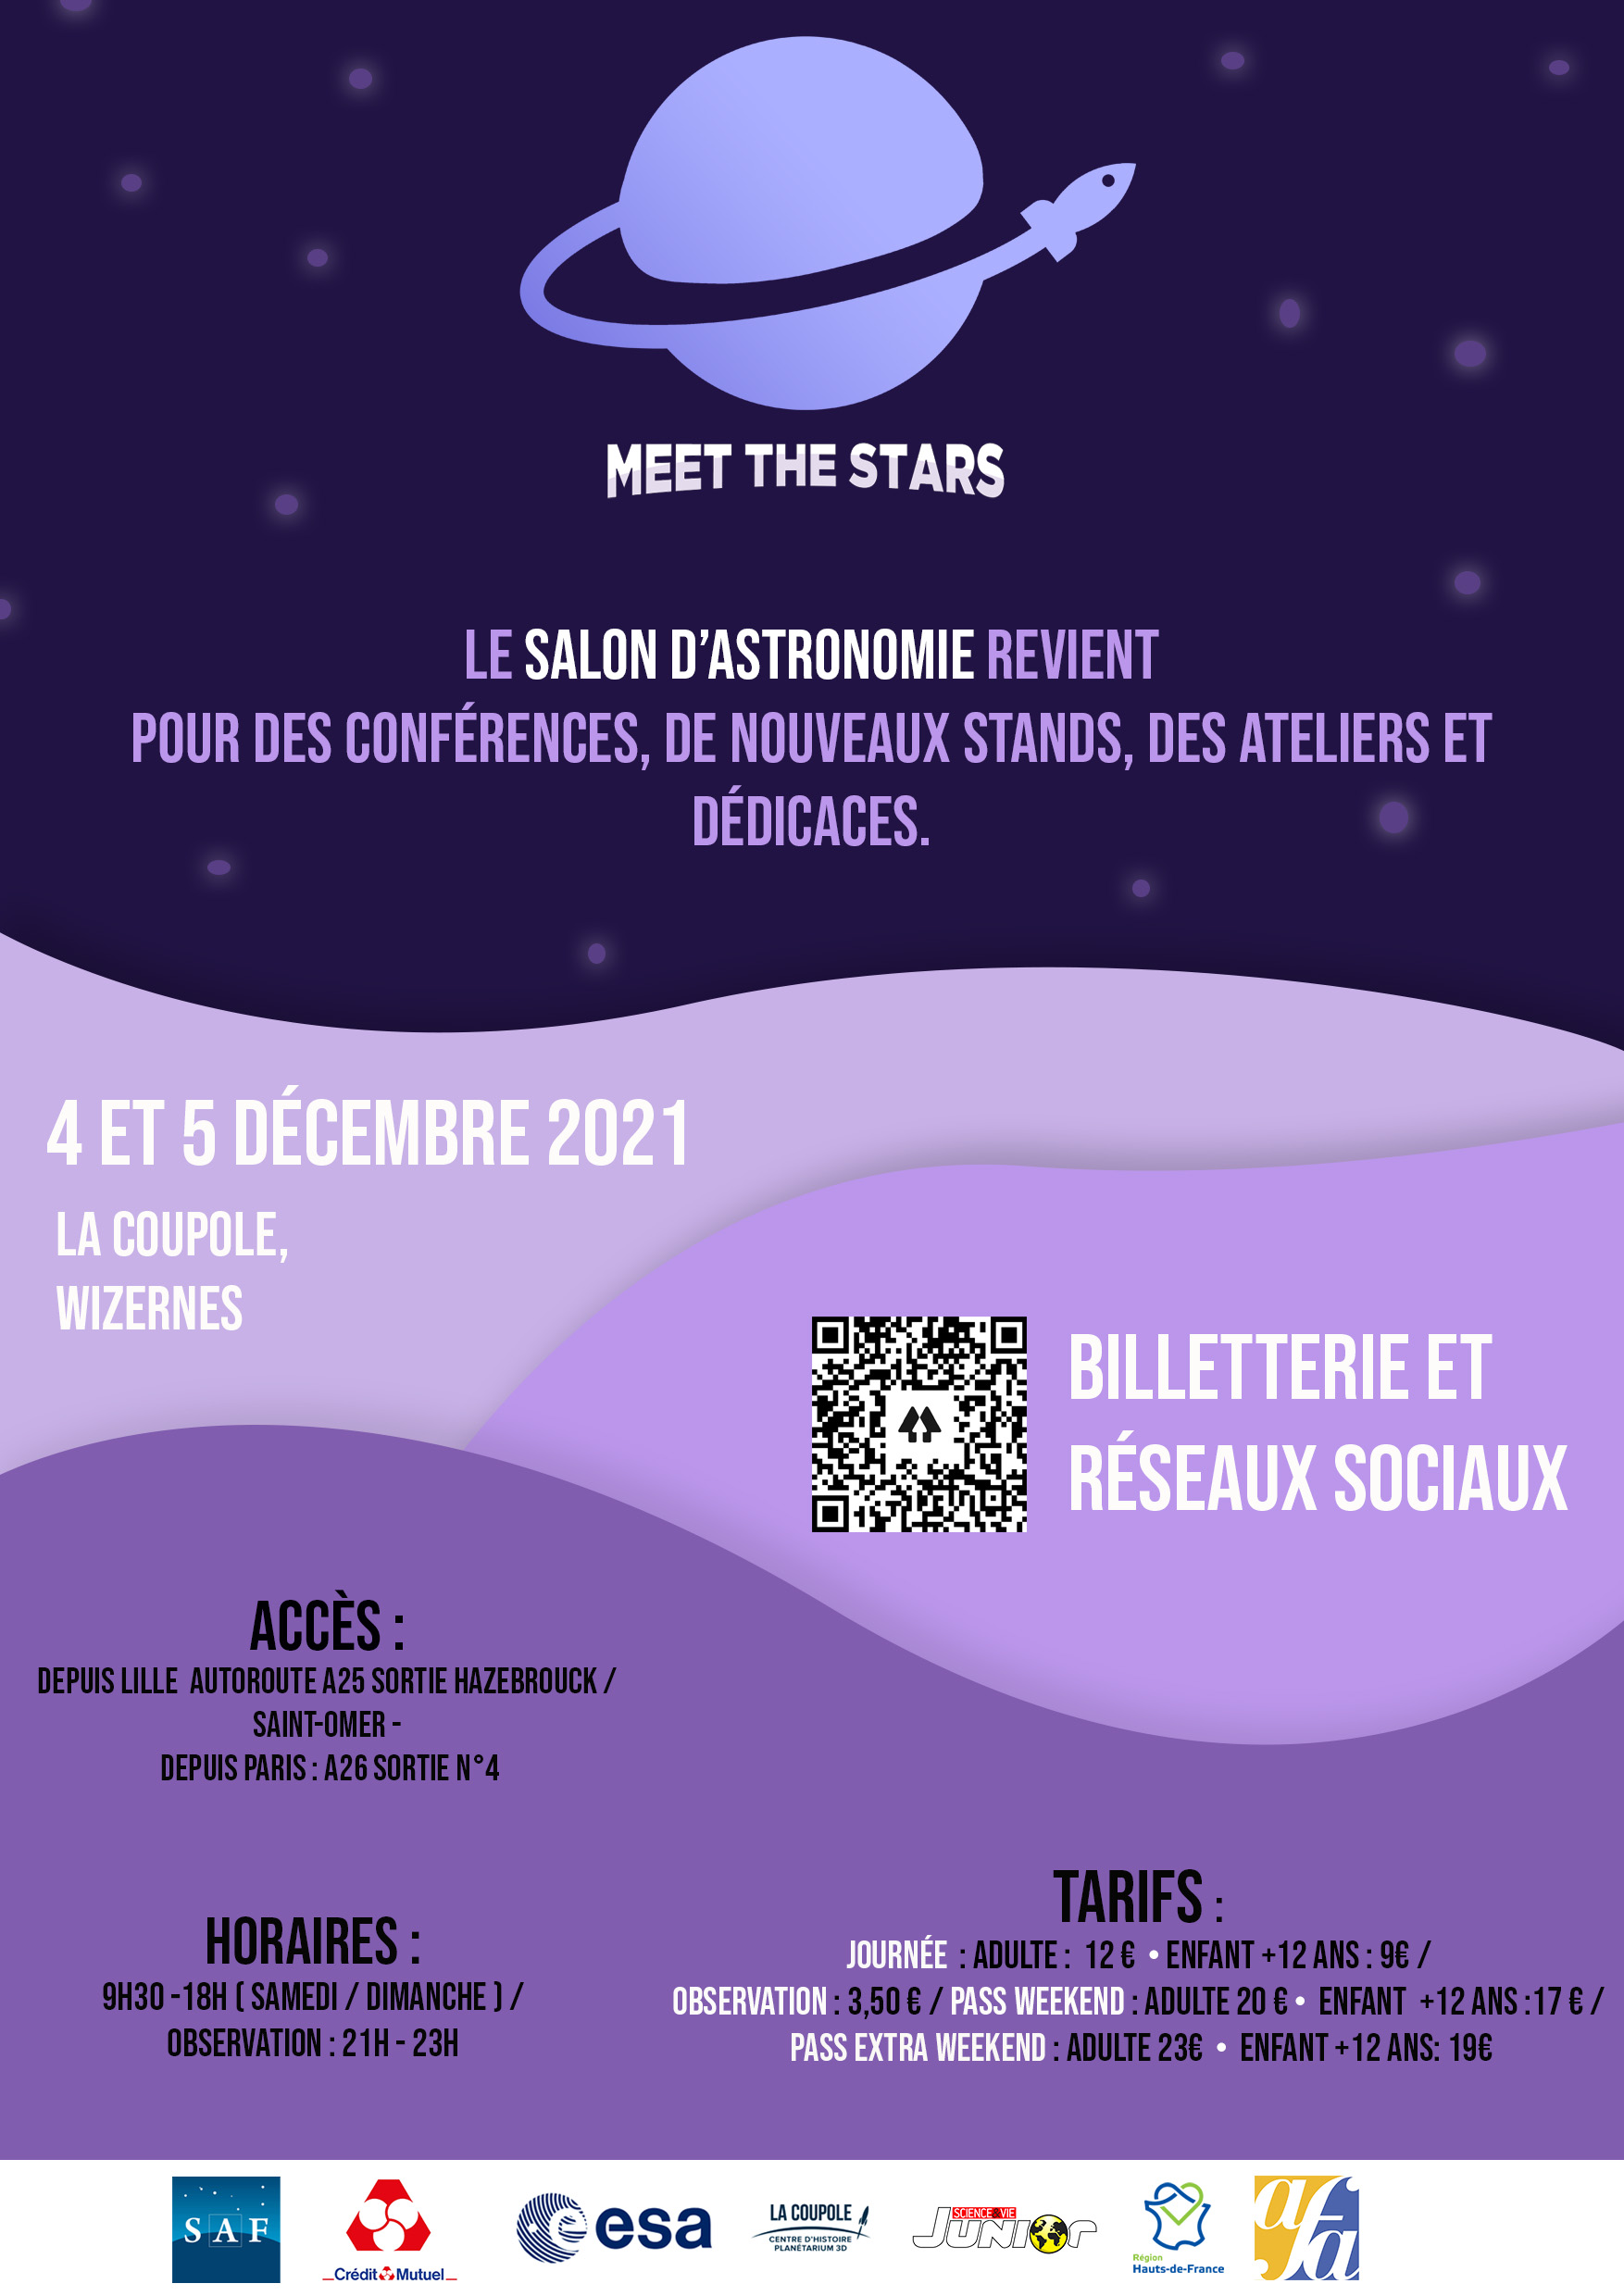 MEET THE STARS
LE SALON D'ASTRONOMIE REVIENT
POUR DES CONFÉRENCES, DE NOUVEAUX STANDS, DES ATELIERS ET
DÉDICACES.
4 ET 5 DÉCEMBRE 2021
LA COUPOLE,
WIZERNES
BILLETTERIE ET
RÉSEAUX SOCIAUX
ACCÈS :
DEPUIS LILLE AUTOROUTE A25 SORTIE HAZEBROUCK /
SAINT-OMER -
DEPUIS PARIS : A26 SORTIE N°4
HORAIRES :
9H30 -18H ( SAMEDI / DIMANCHE ) /
OBSERVATION : 21H - 23H
TARIFS :
JOURNÉE : ADULTE : 12 € • ENFANT +12 ANS : 9€ /
OBSERVATION : 3,50 € / PASS WEEKEND : ADULTE 20 € • ENFANT +12 ANS :17 € /
PASS EXTRA WEEKEND : ADULTE 23€ • ENFANT +12 ANS: 19€
SAF
Crédit Mutuel
esa
LA COUPOLE
CENTRE D'HISTOIRE
PLANÉTARIUM 3D
SCIENCE & VIE
JUNIOR
Région
Hauts-de-France
afa